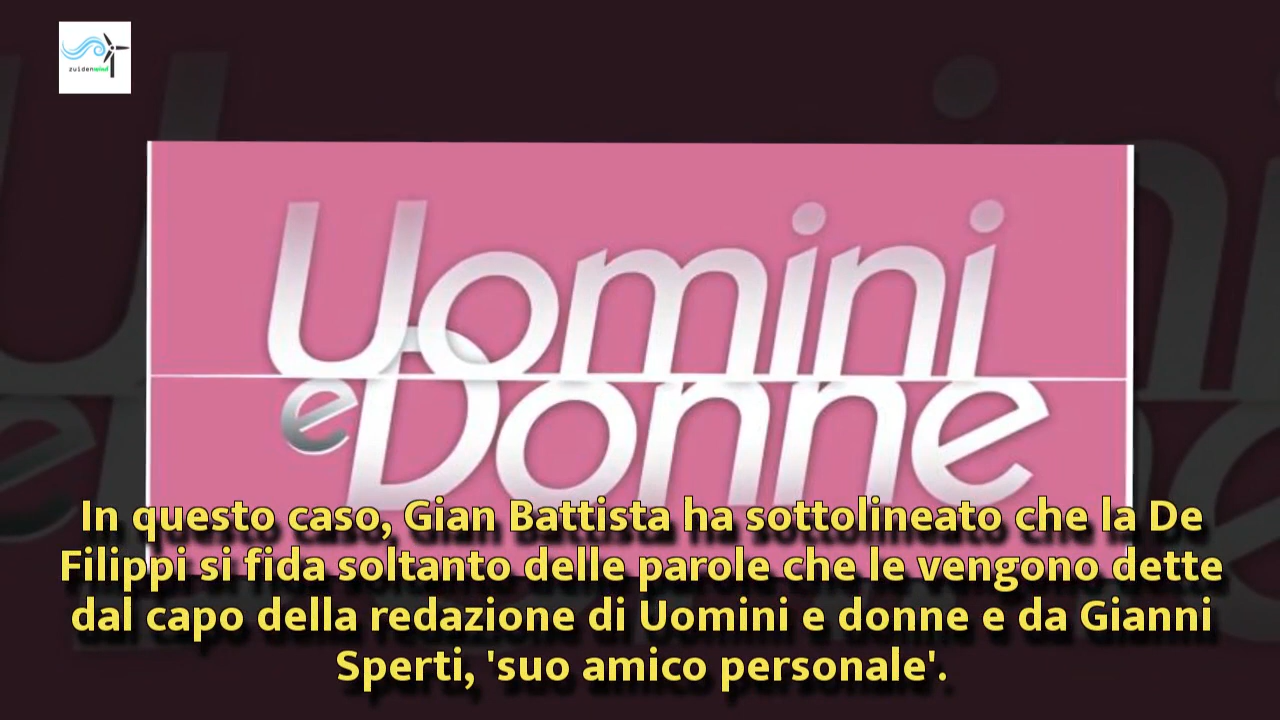 zuidenwind
Uomini
e Donne
In questo caso, Gian Battista ha sottolineato che la De
Filippi si fida soltanto delle parole che le vengono dette
dal capo della redazione di Uomini e donne e da Gianni
Sperti, 'suo amico personale'.